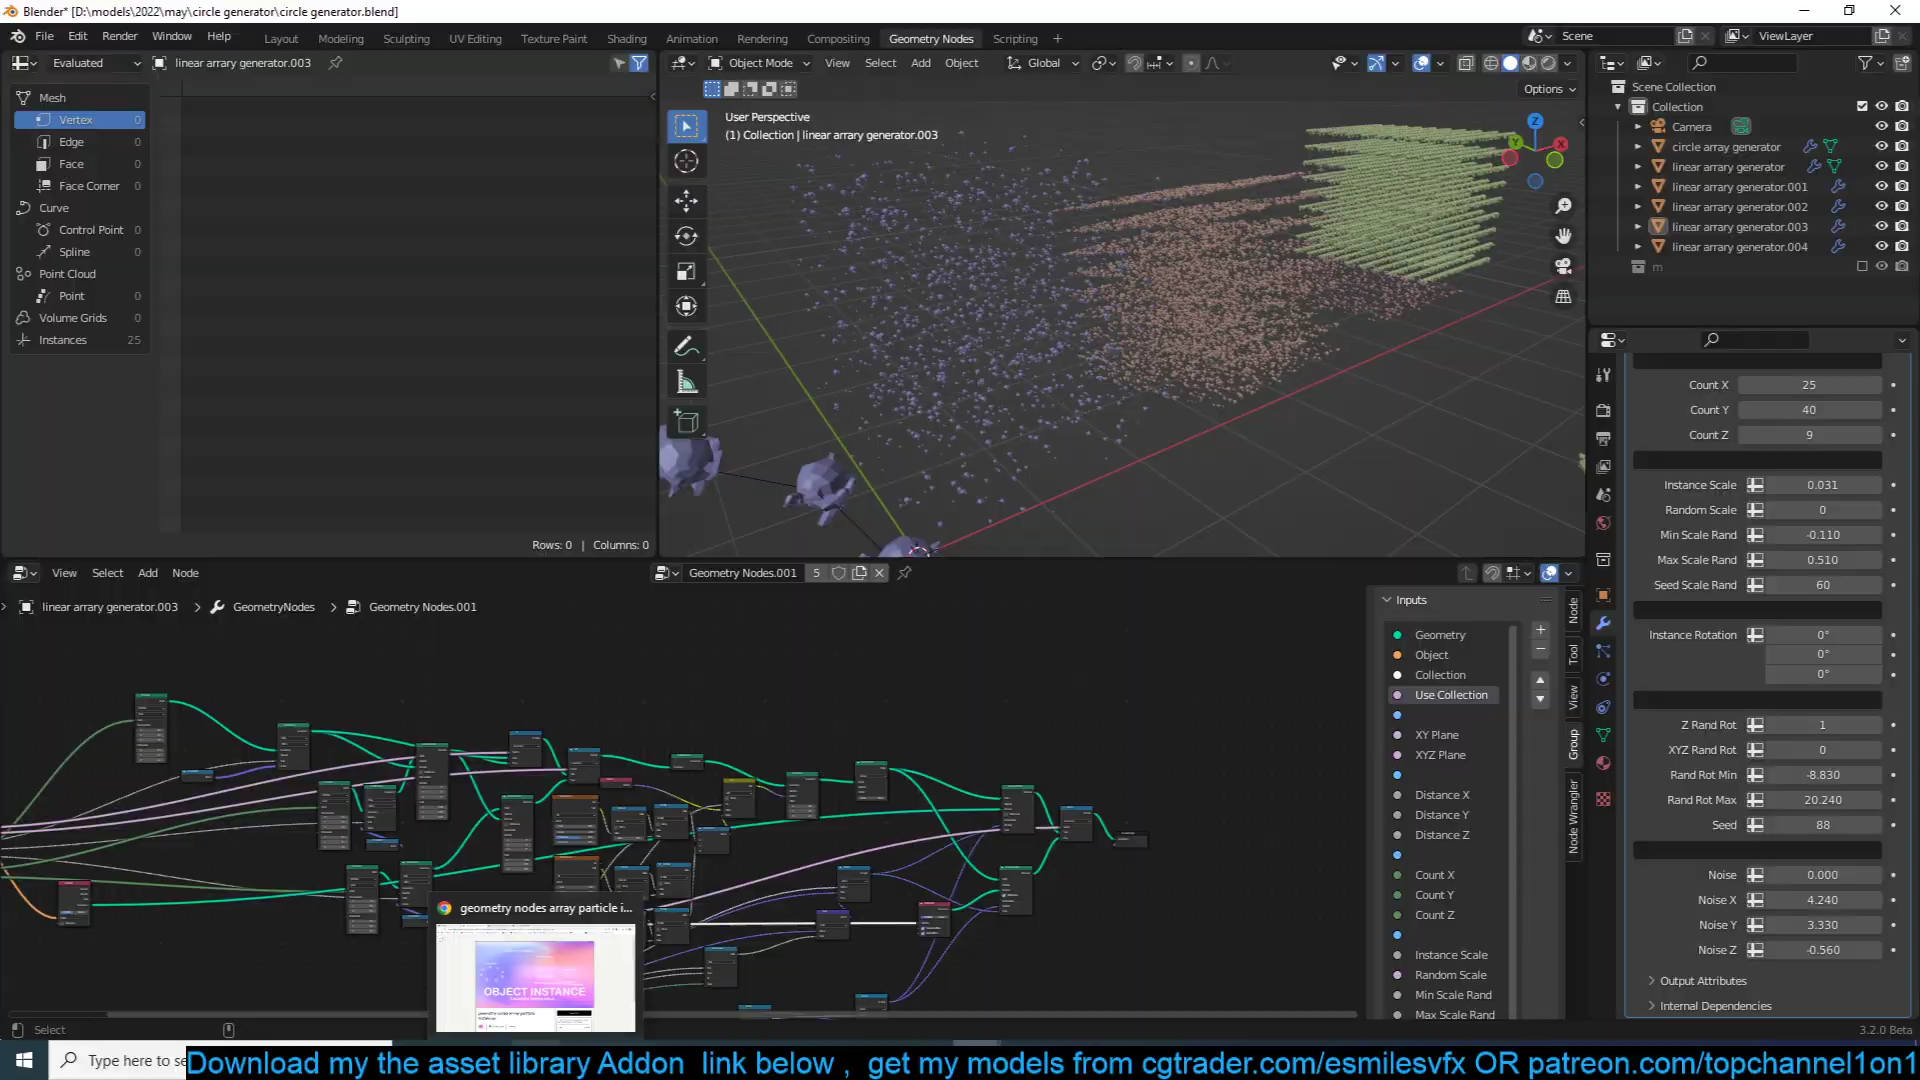 Blender* [D:\models\2022\may\circle generator\circle generator.blend]
File Edit Render Window Help Layout Modeling Sculpting UV Editing Texture Paint Shading Animation Rendering Compositing Geometry Nodes Scripting + Scene ViewLayer
Evaluated linear arrary generator.003
Object Mode View Select Add Object Global
Options
Mesh
Vertex 0
Edge 0
Face 0
Face Corner 0
Curve
Control Point 0
Spline 0
Point Cloud
Point 0
Volume Grids 0
Instances 25
Rows: 0 | Columns: 0
User Perspective
(1) Collection | linear arrary generator.003
Z
Y
X
Scene Collection
Collection
Camera
circle array generator
linear arrary generator
linear arrary generator.001
linear arrary generator.002
linear arrary generator.003
linear arrary generator.004
m
Count X 25
Count Y 40
Count Z 9
Instance Scale 0.031
Random Scale 0
Min Scale Rand -0.110
Max Scale Rand 0.510
Seed Scale Rand 60
Instance Rotation 0°
0°
0°
Z Rand Rot 1
XYZ Rand Rot 0
Rand Rot Min -8.830
Rand Rot Max 20.240
Seed 88
Noise 0.000
Noise X 4.240
Noise Y 3.330
Noise Z -0.560
Output Attributes
Internal Dependencies
View Select Add Node
Geometry Nodes.001 5
linear arrary generator.003 > GeometryNodes > Geometry Nodes.001
Inputs
Geometry
Object
Collection
Use Collection
XY Plane
XYZ Plane
Distance X
Distance Y
Distance Z
Count X
Count Y
Count Z
Instance Scale
Random Scale
Min Scale Rand
Max Scale Rand
Node
Tool
View
Group
Node Wrangler
geometry nodes array particle i...
OBJECT INSTANCE
Select
3.2.0 Beta
Type here to se
Download my the asset library Addon link below , get my models from cgtrader.com/esmilesvfx OR patreon.com/topchannel1on1